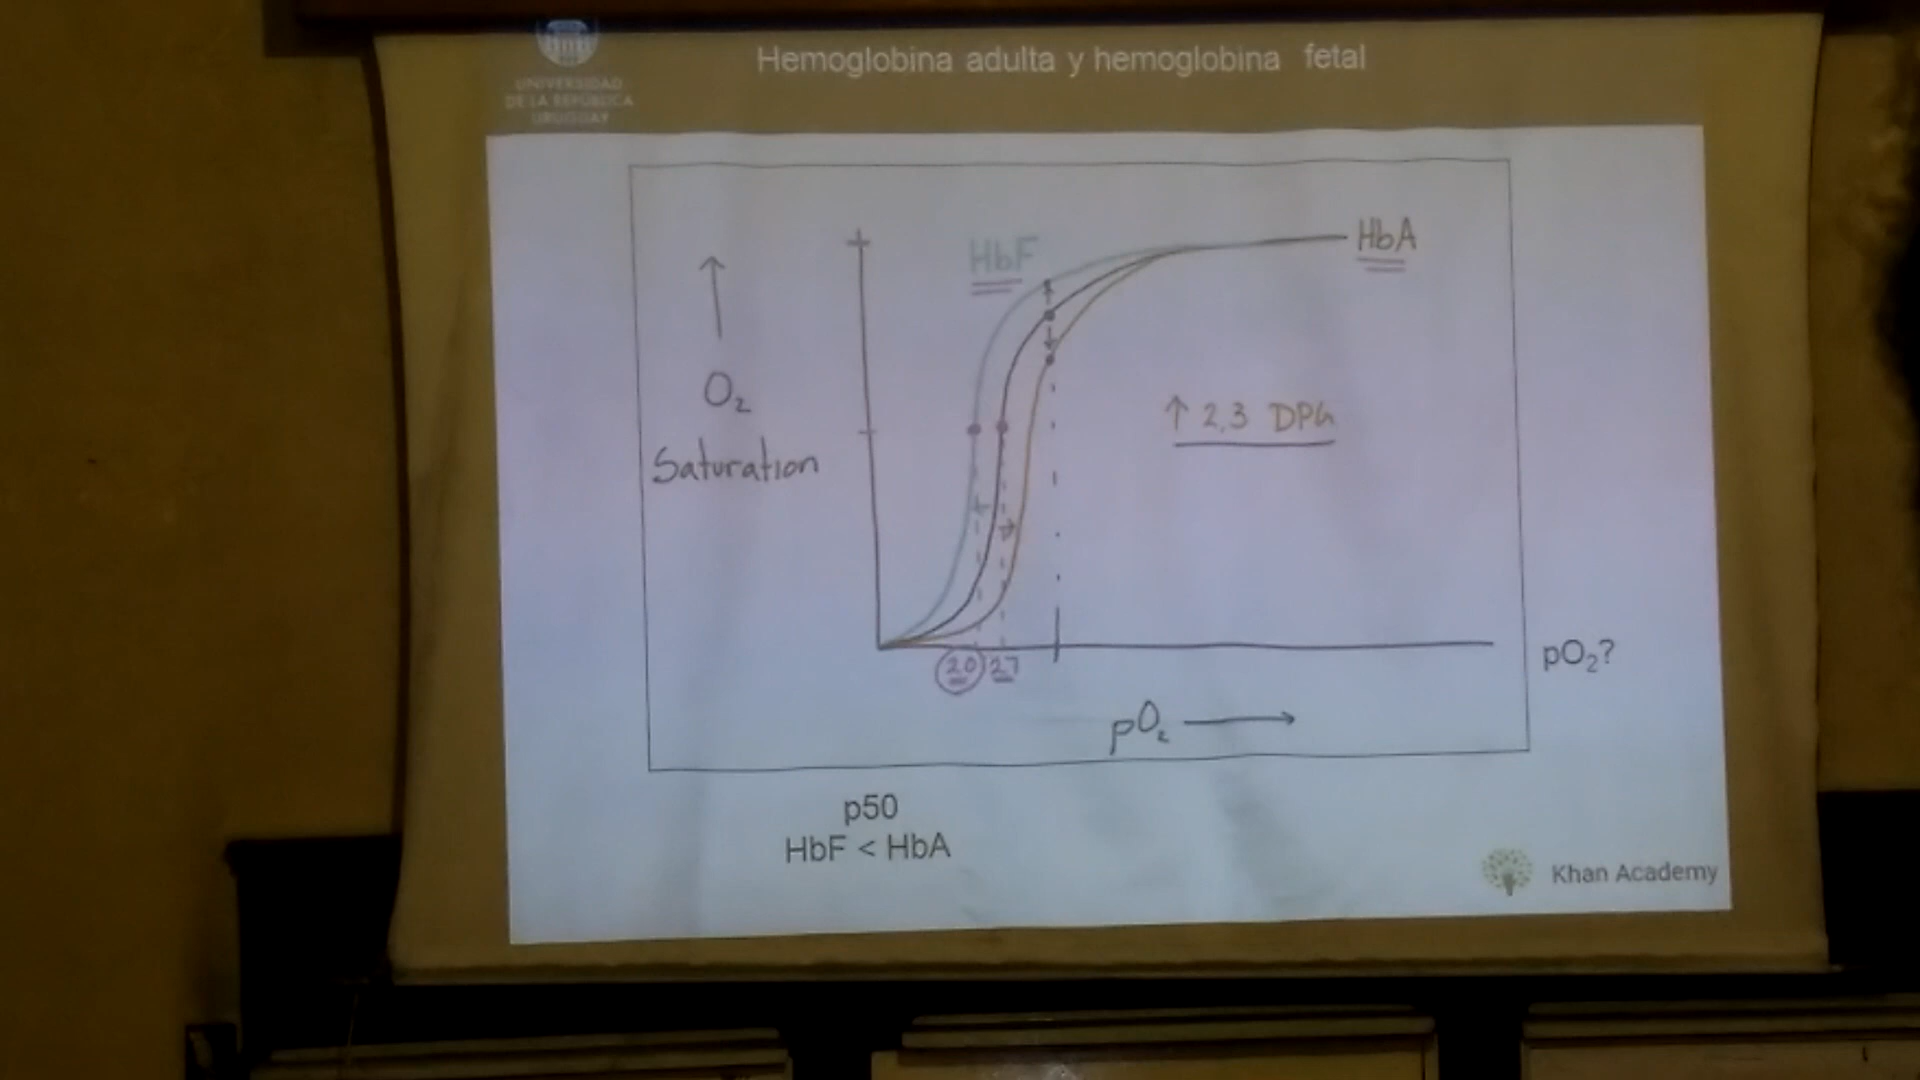 UNIVERSIDAD
DE LA REPÚBLICA
URUGUAY
Hemoglobina adulta y hemoglobina fetal
HbF
HbA
↑
O₂
Saturation
↑ 2,3 DPG
20 27
pO₂ →
pO₂?
p50
HbF < HbA
Khan Academy